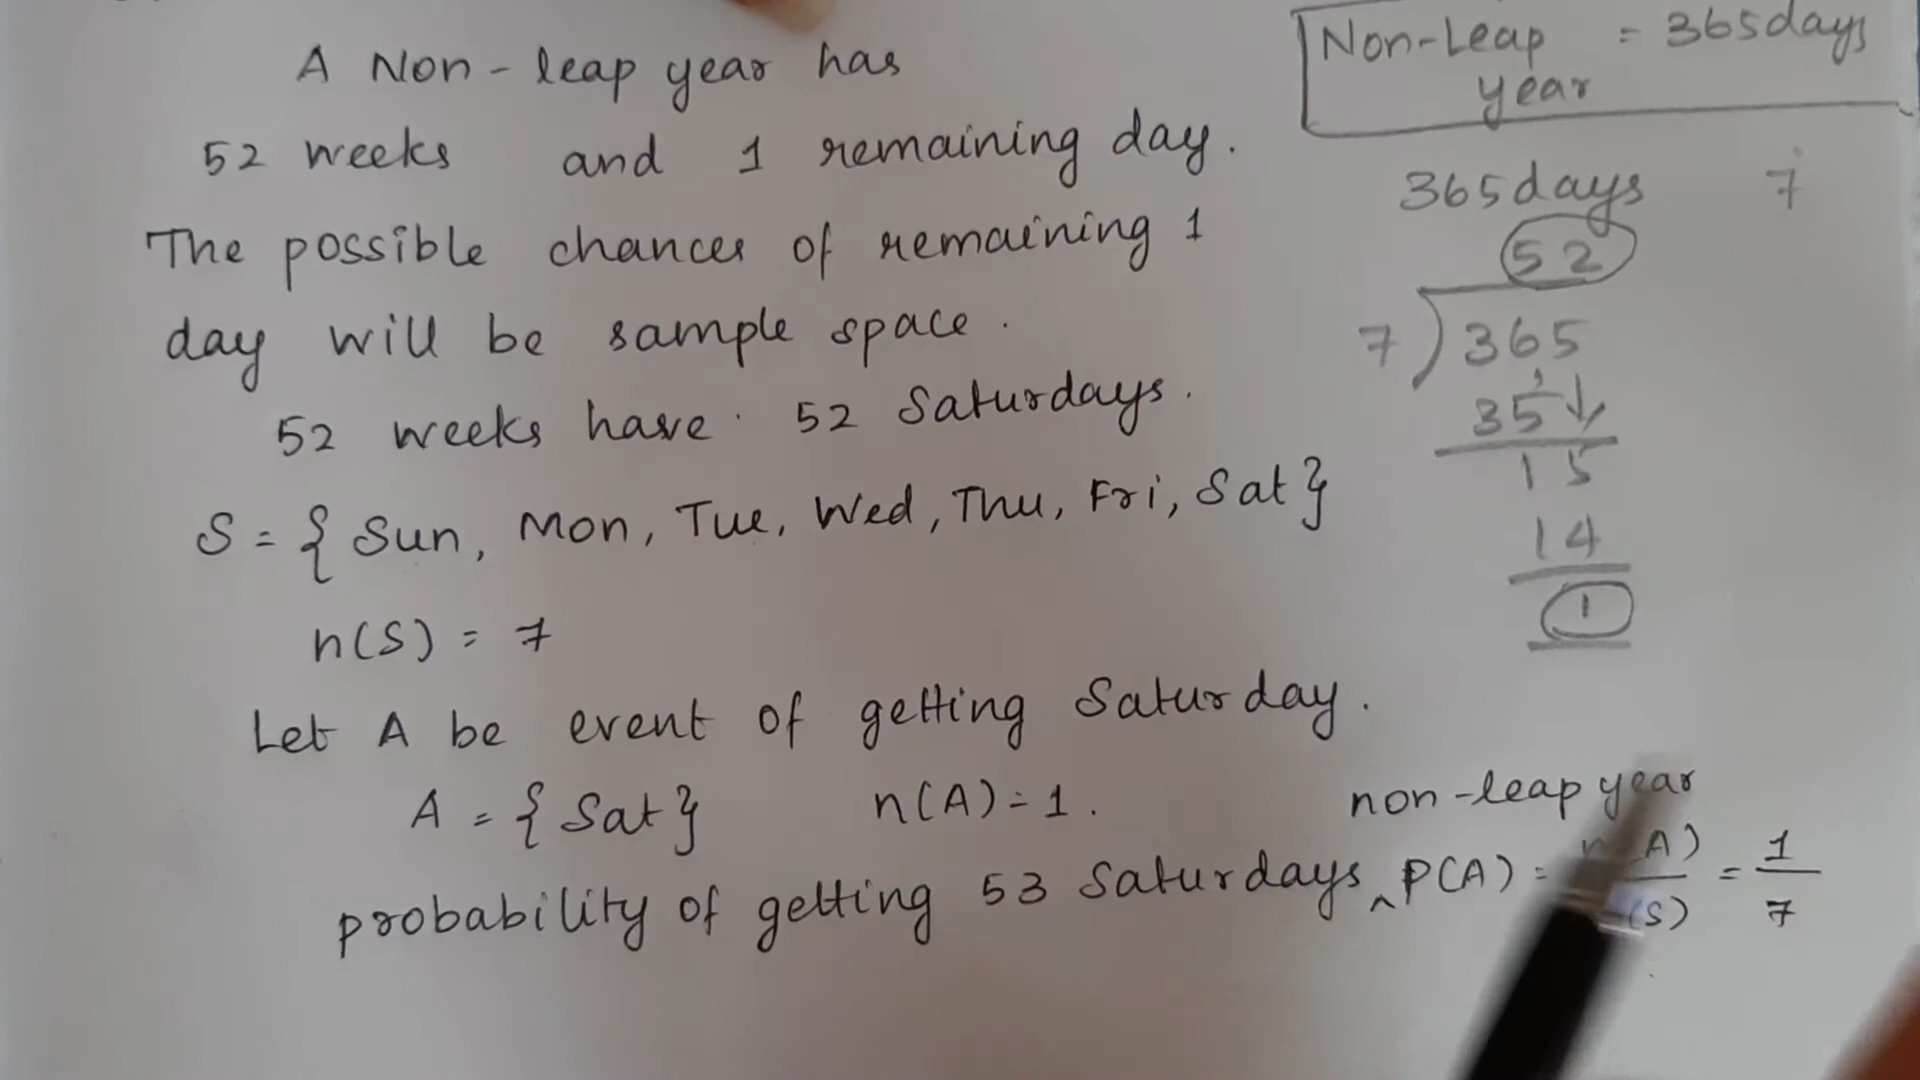 A Non-leap year has
52 weeks and 1 remaining day.
The possible chances of remaining 1
day will be sample space.
52 weeks have 52 Saturdays.
S = { Sun, Mon, Tue, Wed, Thu, Fri, Sat }
n(S) = 7
Let A be event of getting Saturday.
A = { Sat } n(A) = 1.
non-leap year
probability of getting 53 Saturdays ^ P(A) = (A) / (S) = 1/7
Non-Leap = 365days
year
365days 7
52
7 ) 365
35 ↓
15
14
1